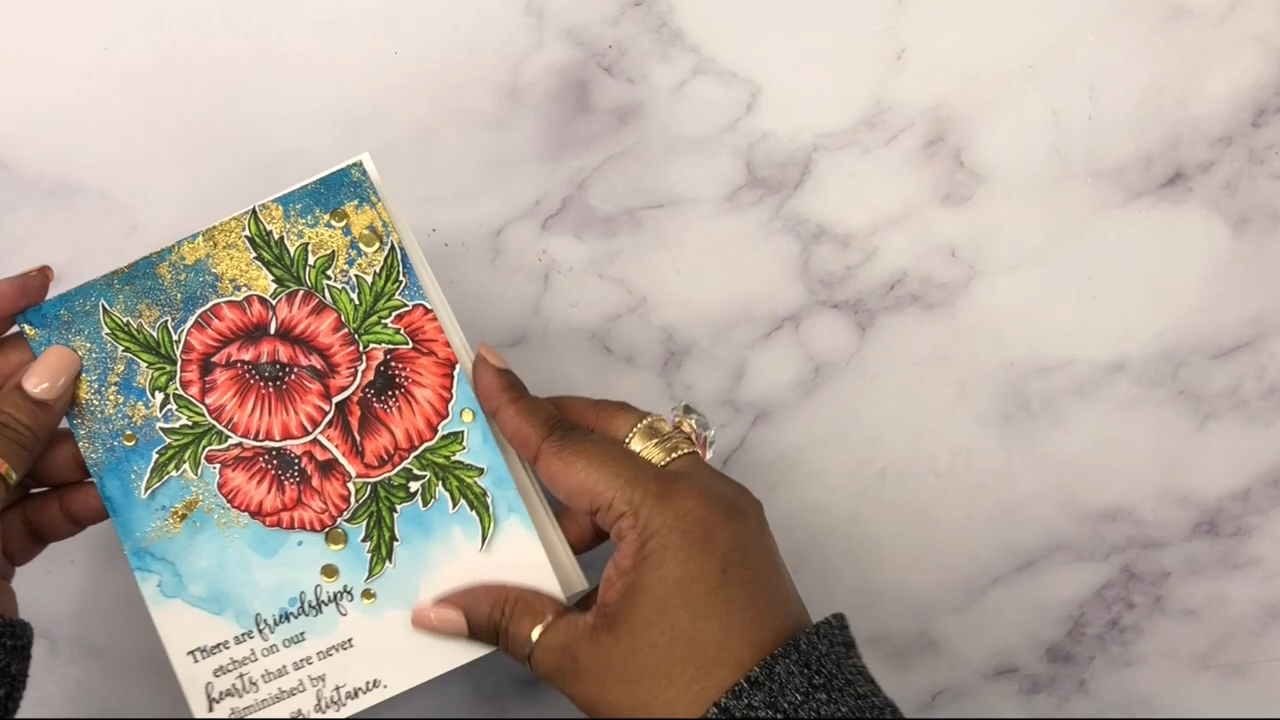 There are friendships
etched on our
hearts that are never
diminished by
distance.